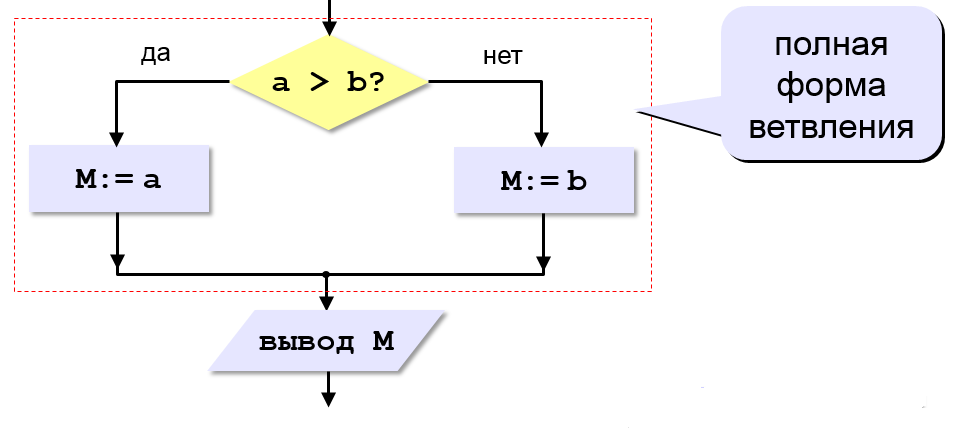 да
a > b?
нет
полная
форма
ветвления
M:= a
M:= b
вывод M